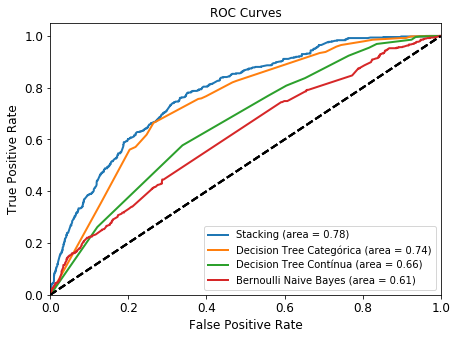 ROC Curves
1.0
0.8
0.6
0.4
0.2
0.0
True Positive Rate
0.0 0.2 0.4 0.6 0.8 1.0
False Positive Rate
Stacking (area = 0.78)
Decision Tree Categórica (area = 0.74)
Decision Tree Contínua (area = 0.66)
Bernoulli Naive Bayes (area = 0.61)